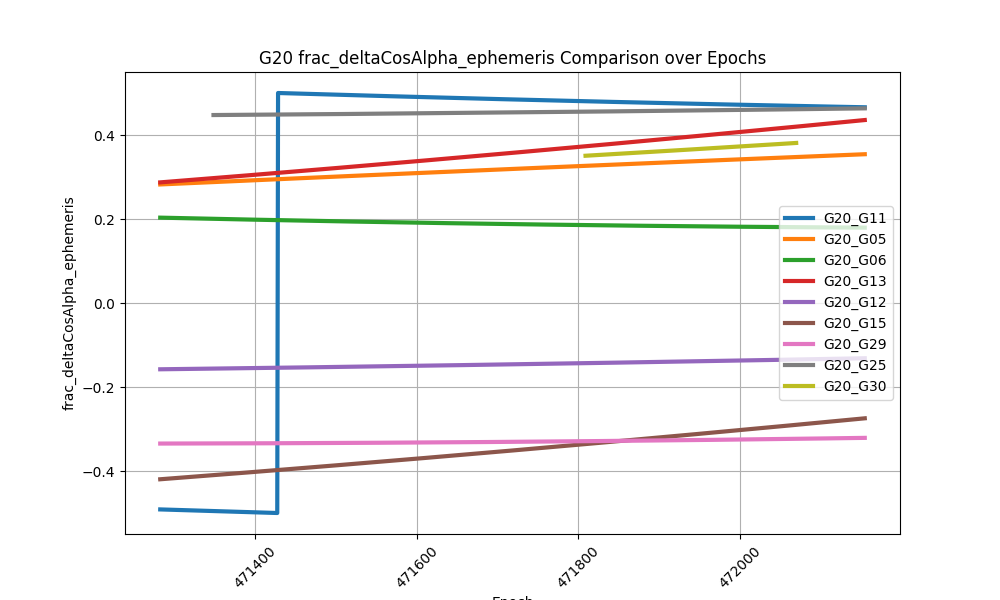 G20 frac_deltaCosAlpha_ephemeris Comparison over Epochs
frac_deltaCosAlpha_ephemeris
0.4
0.2
0.0
−0.2
−0.4
471400
471600
471800
472000
Epoch
G20_G11
G20_G05
G20_G06
G20_G13
G20_G12
G20_G15
G20_G29
G20_G25
G20_G30